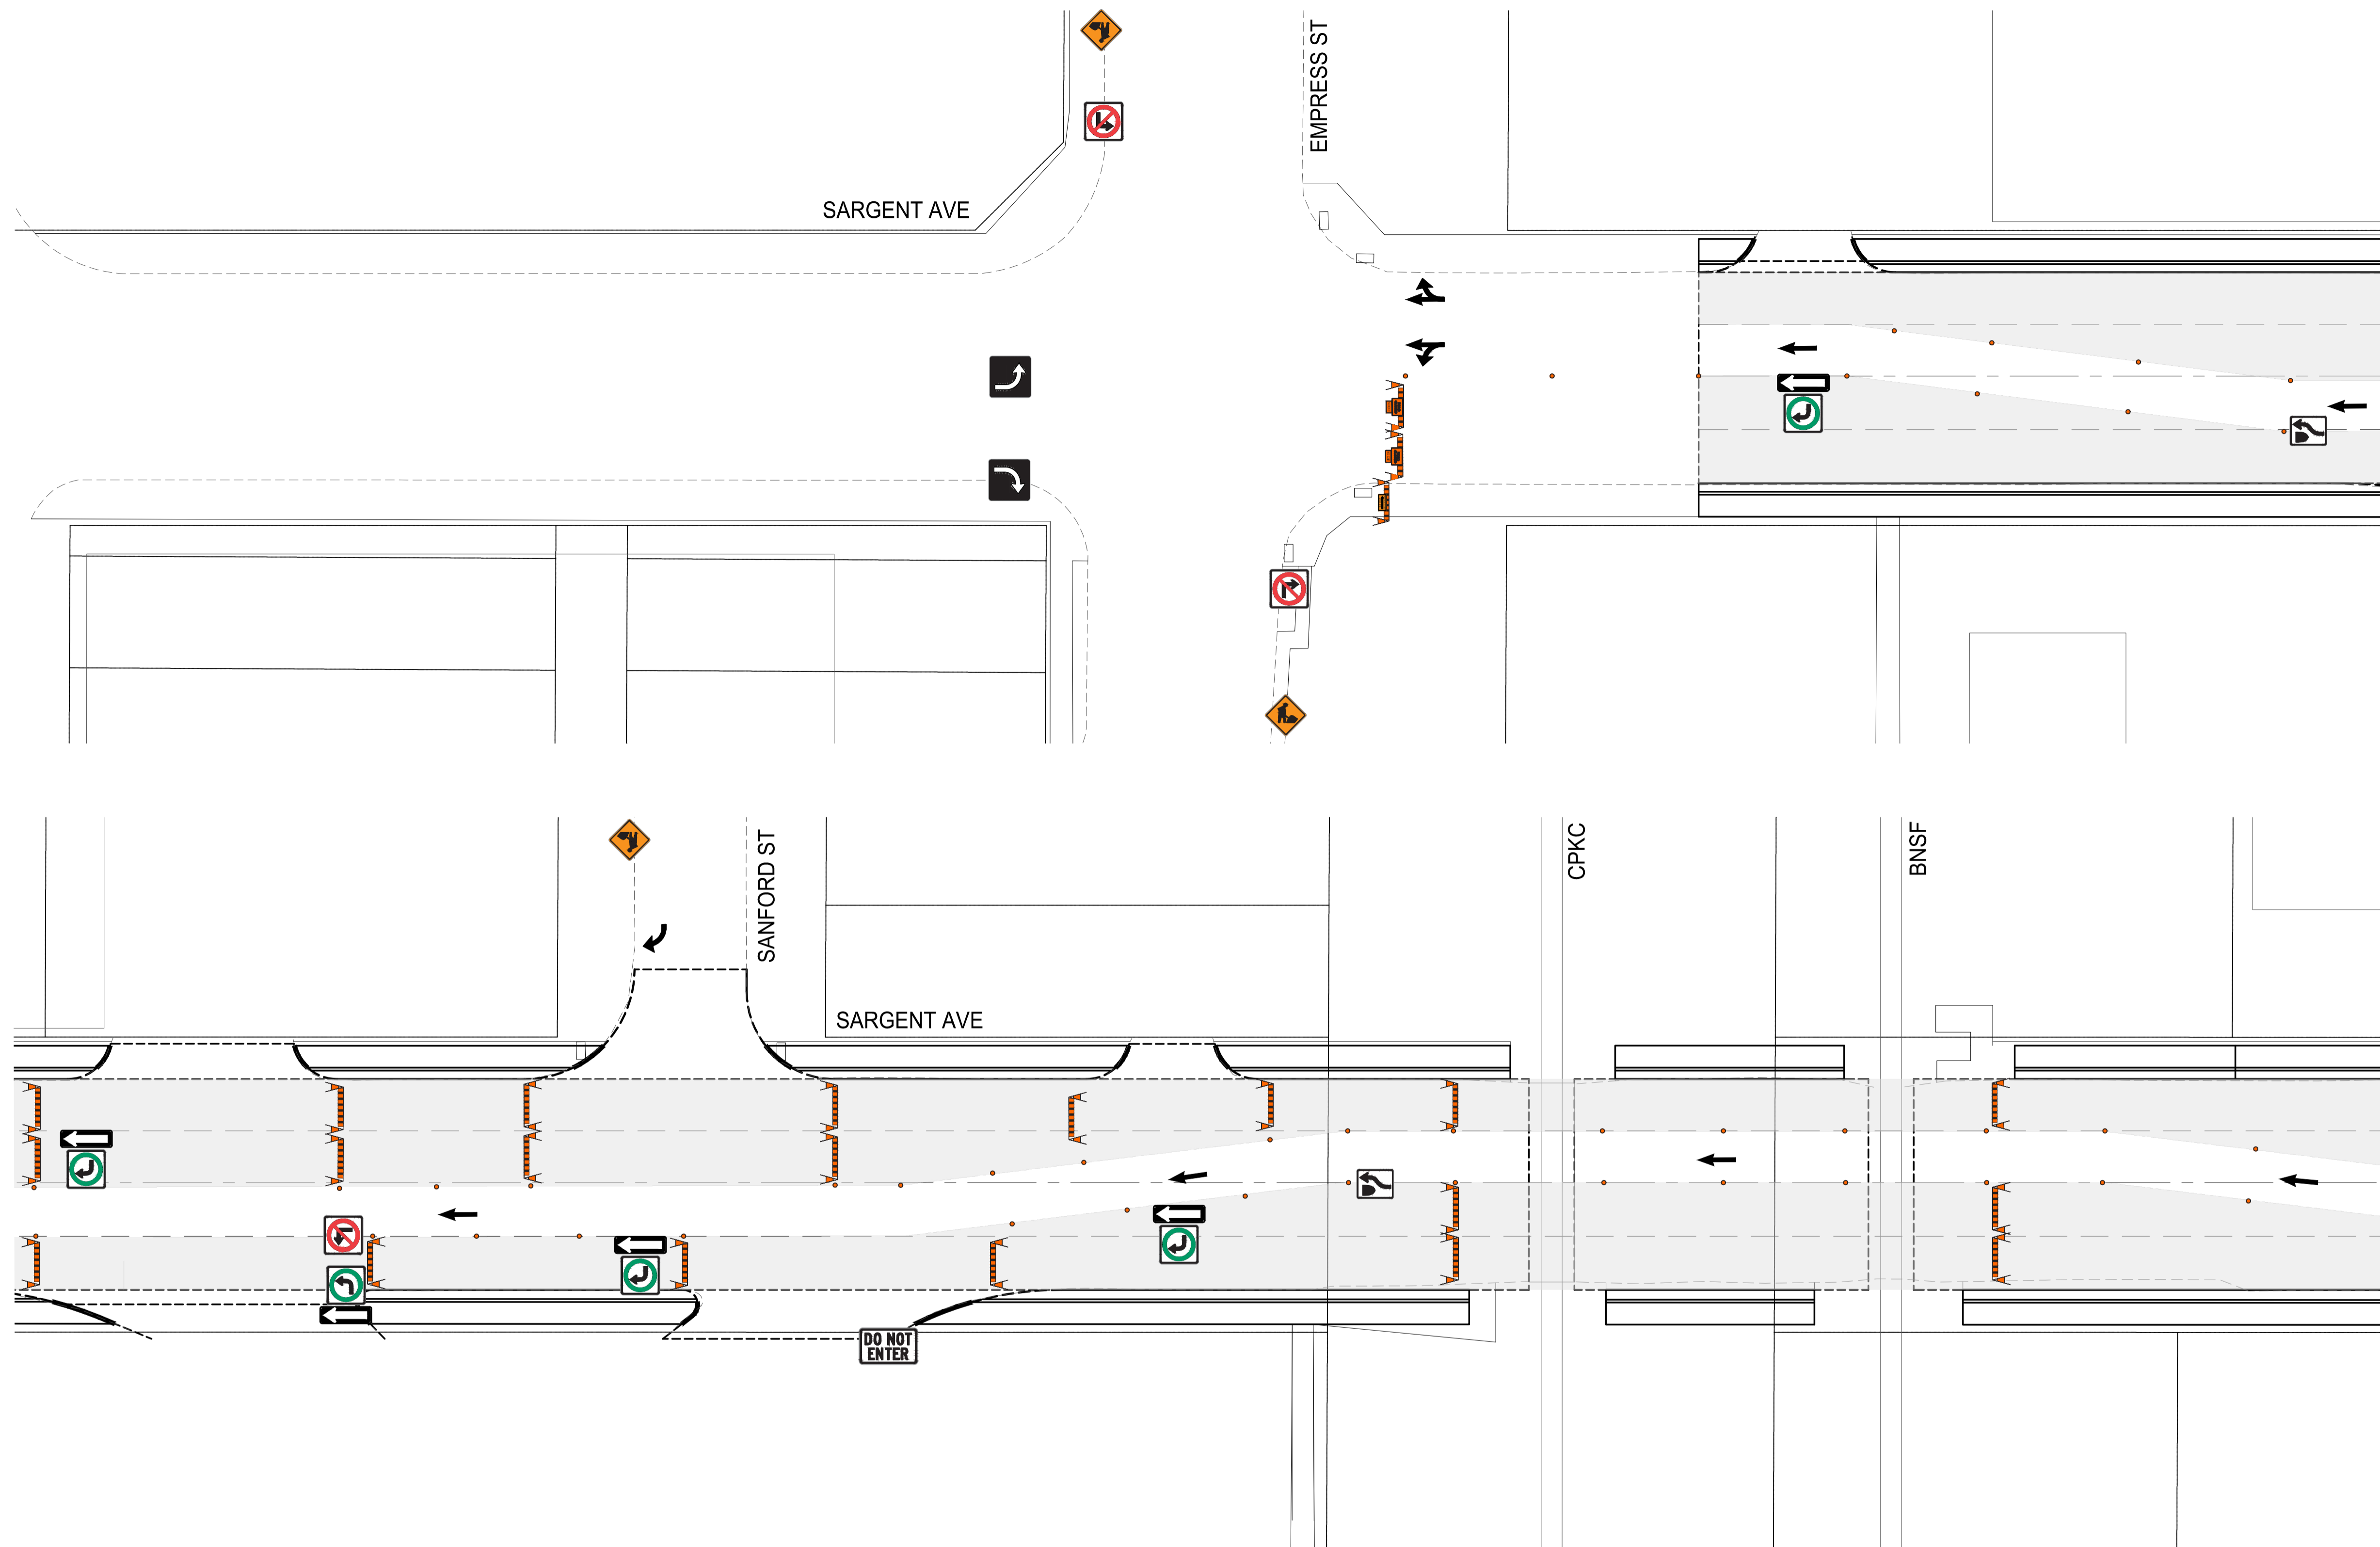 EMPRESS ST
SARGENT AVE
SANFORD ST
CPKC
BNSF
SARGENT AVE
DO NOT
ENTER